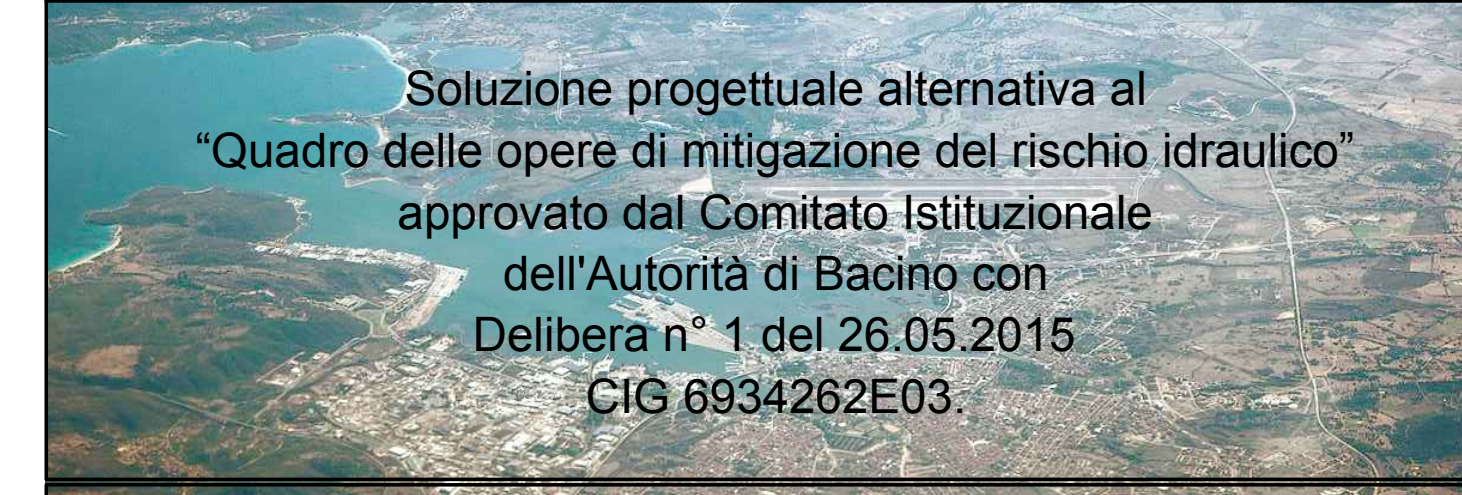 Soluzione progettuale alternativa al
“Quadro delle opere di mitigazione del rischio idraulico”
approvato dal Comitato Istituzionale
dell'Autorità di Bacino con
Delibera n° 1 del 26.05.2015
CIG 6934262E03.